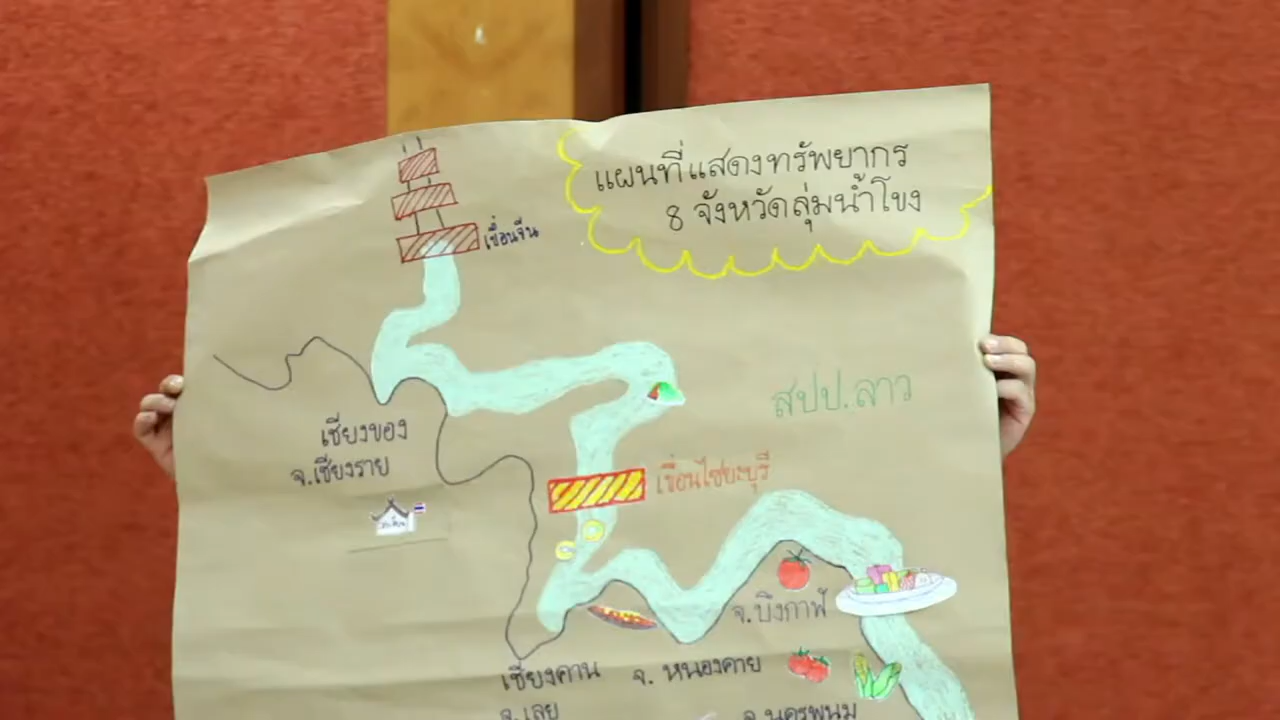 แผนที่แสดงทรัพยากร
8 จังหวัดลุ่มน้ำโขง
เขื่อนจีน
สปป.ลาว
เชียงของ
จ.เชียงราย
เขื่อนไซยะบุรี
จ.บึงกาฬ
เชียงคาน
จ.เลย
จ. หนองคาย
จ.นครพนม